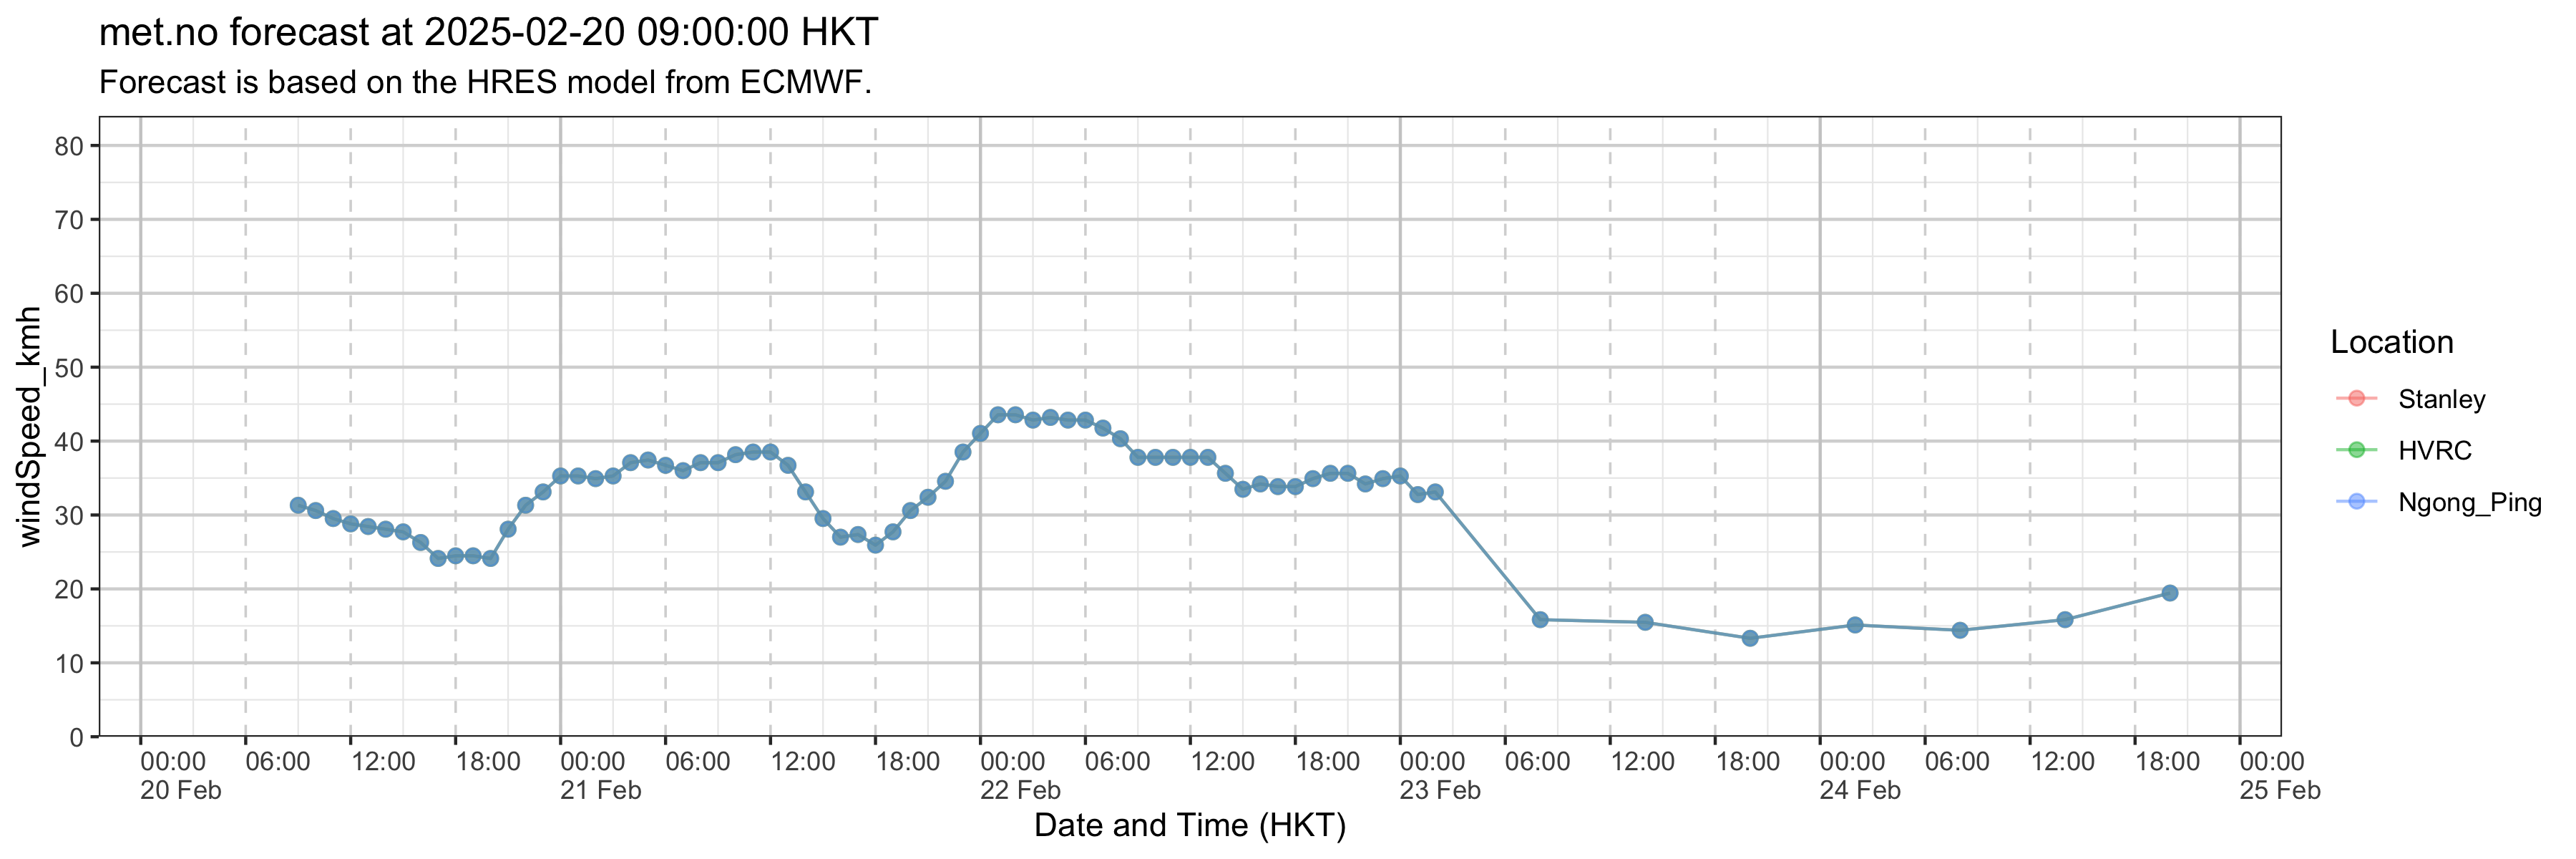 met.no forecast at 2025-02-20 09:00:00 HKT
Forecast is based on the HRES model from ECMWF.
80
70
60
50
40
30
20
10
0
windSpeed_kmh
00:00 06:00 12:00 18:00 00:00 06:00 12:00 18:00 00:00 06:00 12:00 18:00 00:00 06:00 12:00 18:00 00:00 06:00 12:00 18:00 00:00
20 Feb 21 Feb 22 Feb 23 Feb 24 Feb 25 Feb
Date and Time (HKT)
Location
Stanley
HVRC
Ngong_Ping